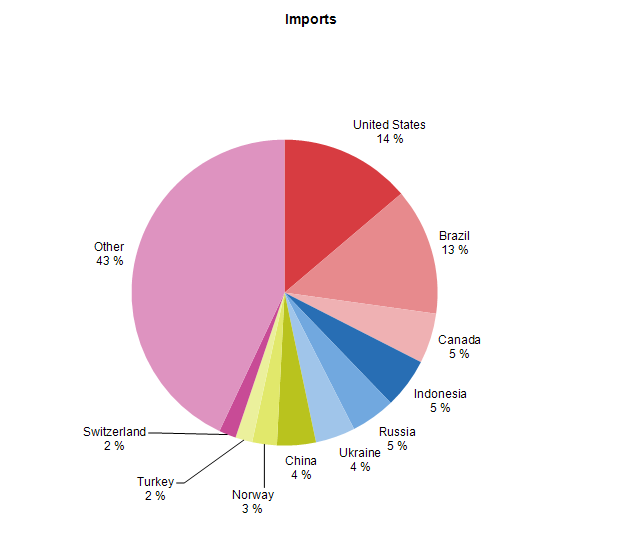 Imports
United States
14 %
Brazil
13 %
Canada
5 %
Indonesia
5 %
Russia
5 %
Ukraine
4 %
China
4 %
Norway
3 %
Turkey
2 %
Switzerland
2 %
Other
43 %